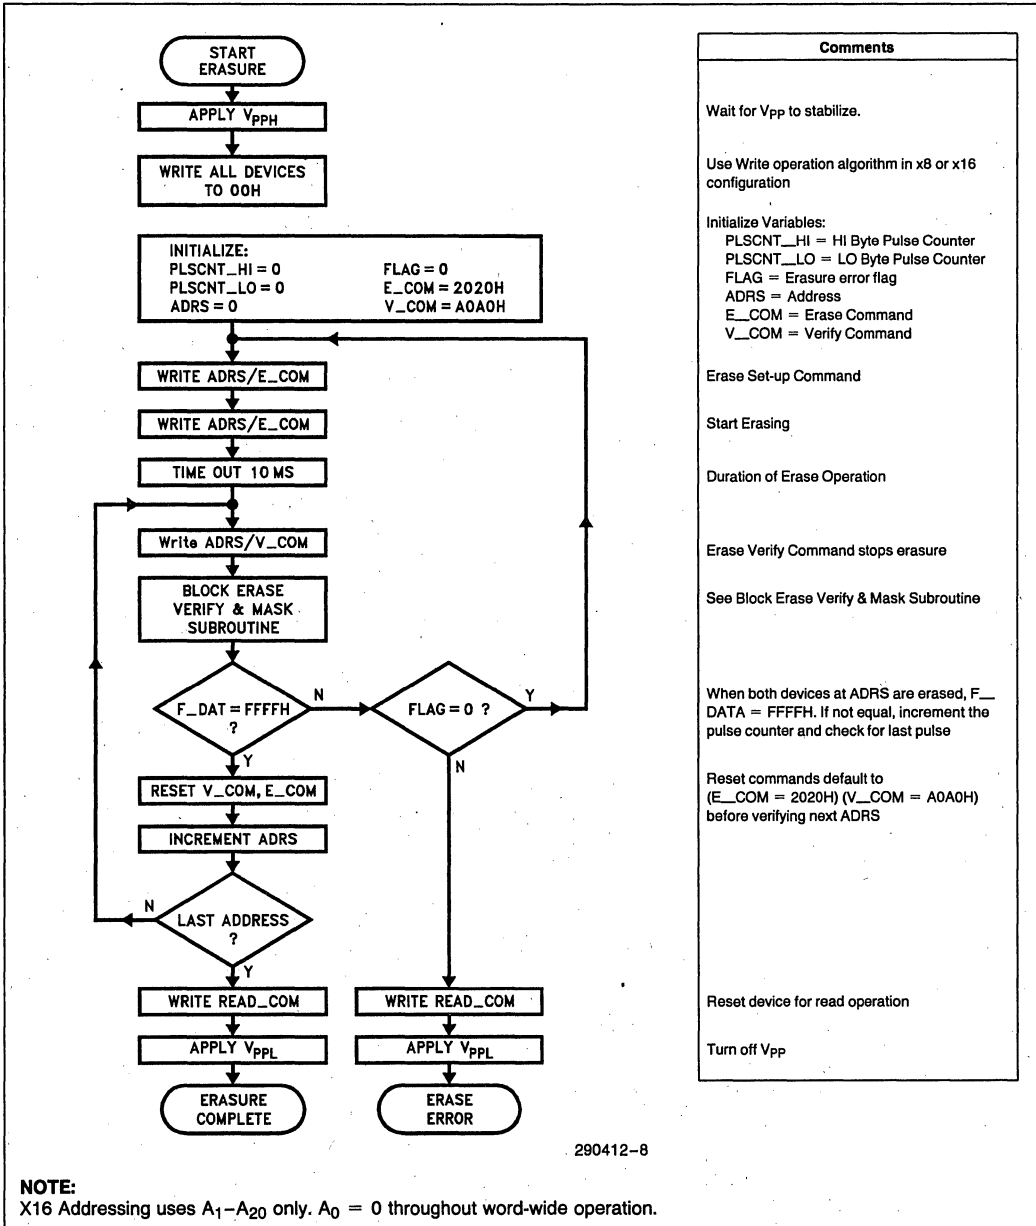 START
ERASURE
APPLY VPPH
WRITE ALL DEVICES
TO 00H
INITIALIZE:
PLSCNT_HI = 0 FLAG = 0
PLSCNT_LO = 0 E_COM = 2020H
ADRS = 0 V_COM = A0A0H
WRITE ADRS/E_COM
WRITE ADRS/E_COM
TIME OUT 10 MS
Write ADRS/V_COM
BLOCK ERASE
VERIFY & MASK
SUBROUTINE
F_DAT = FFFFH
?
N
FLAG = 0 ?
Y
Y
N
RESET V_COM, E_COM
INCREMENT ADRS
N
LAST ADDRESS
?
Y
WRITE READ_COM
WRITE READ_COM
APPLY VPPL
APPLY VPPL
ERASURE
COMPLETE
ERASE
ERROR
Comments
Wait for VPP to stabilize.
Use Write operation algorithm in x8 or x16
configuration
Initialize Variables:
PLSCNT__HI = HI Byte Pulse Counter
PLSCNT__LO = LO Byte Pulse Counter
FLAG = Erasure error flag
ADRS = Address
E__COM = Erase Command
V__COM = Verify Command
Erase Set-up Command
Start Erasing
Duration of Erase Operation
Erase Verify Command stops erasure
See Block Erase Verify & Mask Subroutine
When both devices at ADRS are erased, F__
DATA = FFFFH. If not equal, increment the
pulse counter and check for last pulse
Reset commands default to
(E__COM = 2020H) (V__COM = A0A0H)
before verifying next ADRS
Reset device for read operation
Turn off VPP
290412–8
NOTE:
X16 Addressing uses A1–A20 only. A0 = 0 throughout word-wide operation.